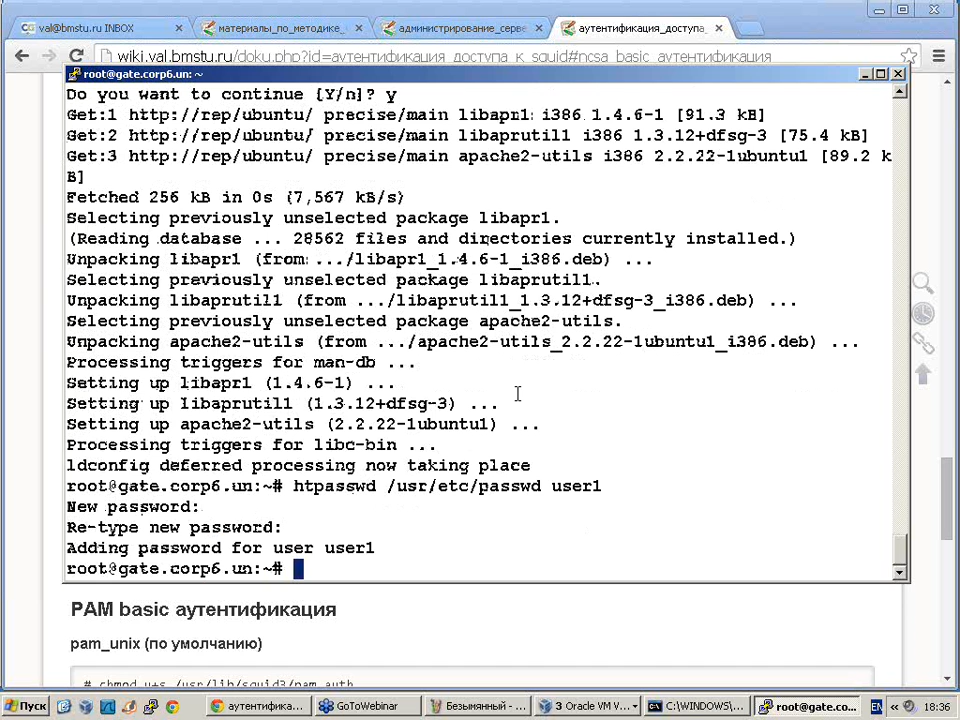 val@bmstu.ru INBOX
материалы_по_методике_
администрирование_серве
аутентификация_доступа_
wiki.val.bmstu.ru/doku.php?id=аутентификация_доступа_к_squid#ncsa_basic_аутентификация
root@gate.corp6.un: ~
Do you want to continue [Y/n]? y
Get:1 http://rep/ubuntu/ precise/main libapr1 i386 1.4.6-1 [91.3 kB]
Get:2 http://rep/ubuntu/ precise/main libaprutil1 i386 1.3.12+dfsg-3 [75.4 kB]
Get:3 http://rep/ubuntu/ precise/main apache2-utils i386 2.2.22-1ubuntu1 [89.2 k
B]
Fetched 256 kB in 0s (7,567 kB/s)
Selecting previously unselected package libapr1.
(Reading database ... 28562 files and directories currently installed.)
Unpacking libapr1 (from .../libapr1_1.4.6-1_i386.deb) ...
Selecting previously unselected package libaprutil1.
Unpacking libaprutil1 (from .../libaprutil1_1.3.12+dfsg-3_i386.deb) ...
Selecting previously unselected package apache2-utils.
Unpacking apache2-utils (from .../apache2-utils_2.2.22-1ubuntu1_i386.deb) ...
Processing triggers for man-db ...
Setting up libapr1 (1.4.6-1) ...
Setting up libaprutil1 (1.3.12+dfsg-3) ...
Setting up apache2-utils (2.2.22-1ubuntu1) ...
Processing triggers for libc-bin ...
ldconfig deferred processing now taking place
root@gate.corp6.un:~# htpasswd /usr/etc/passwd user1
New password:
Re-type new password:
Adding password for user user1
root@gate.corp6.un:~#
PAM basic аутентификация
pam_unix (по умолчанию)
# chmod u+s /usr/lib/squid3/pam_auth
Пуск
аутентифика...
GoToWebinar
Безымянный - ...
3 Oracle VM V...
C:\WINDOWS\...
root@gate.co...
EN
18:36